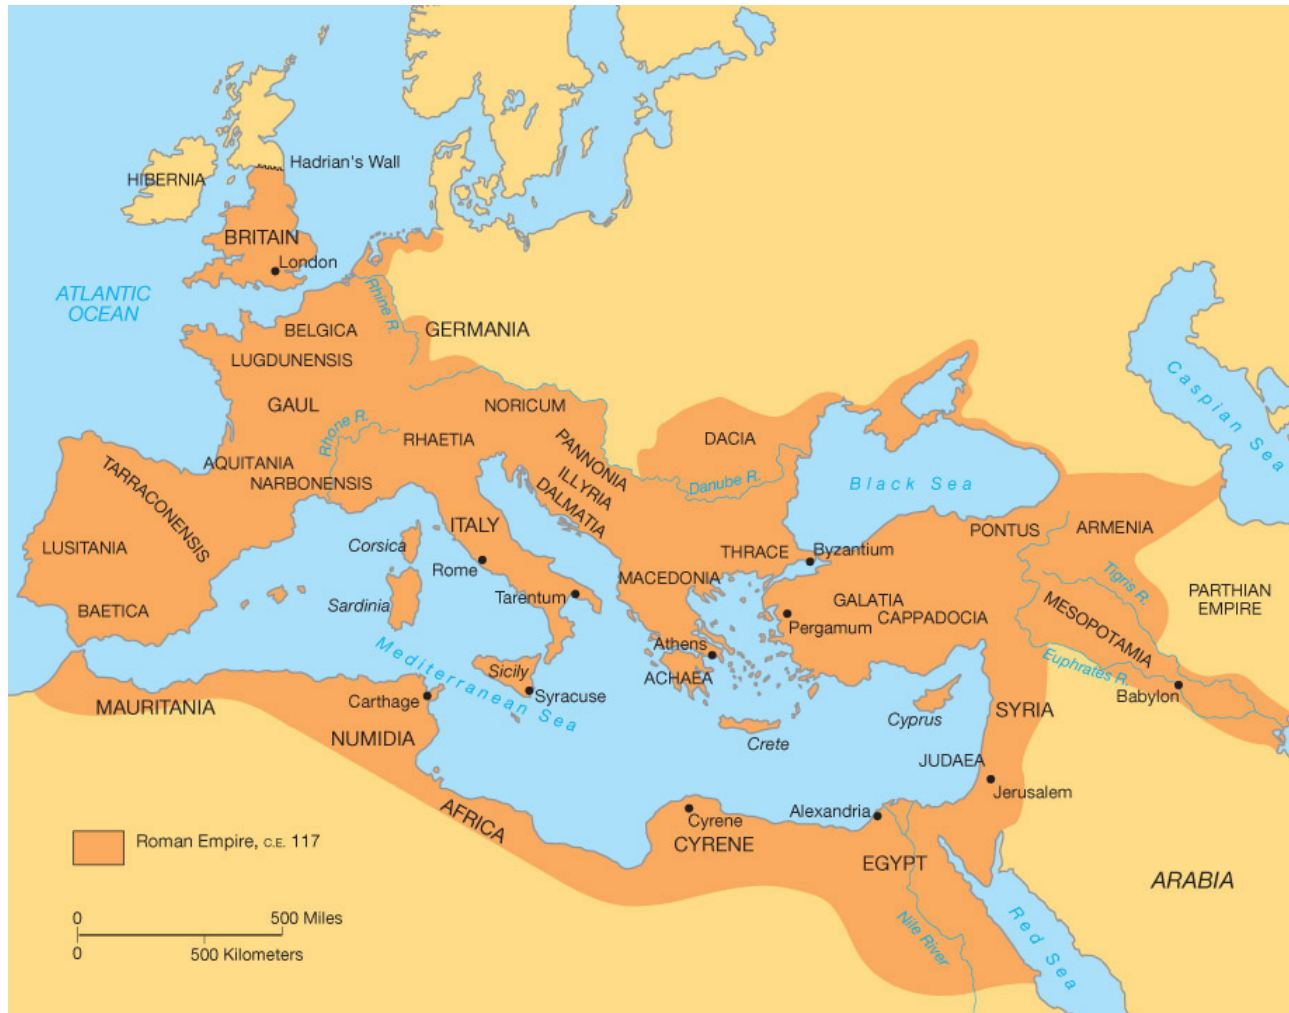 Hadrian's Wall
HIBERNIA
BRITAIN
London
ATLANTIC
OCEAN
Rhine R.
BELGICA
GERMANIA
LUGDUNENSIS
GAUL
NORICUM
Rhone R.
RHAETIA
DACIA
PANNONIA
ILLYRIA
DALMATIA
AQUITANIA
NARBONENSIS
TARRACONENSIS
Danube R.
Black Sea
Caspian Sea
ITALY
PONTUS
ARMENIA
LUSITANIA
Corsica
Rome
THRACE
Byzantium
MACEDONIA
Tigris R.
PARTHIAN
EMPIRE
Sardinia
Tarentum
GALATIA
CAPPADOCIA
MESOPOTAMIA
BAETICA
Pergamum
Athens
Mediterranean Sea
Sicily
ACHAEA
Euphrates R.
Babylon
MAURITANIA
Carthage
Syracuse
Cyprus
SYRIA
NUMIDIA
Crete
JUDAEA
Jerusalem
AFRICA
Cyrene
Alexandria
CYRENE
EGYPT
ARABIA
Nile River
Red Sea
Roman Empire, C.E. 117
0 500 Miles
0 500 Kilometers